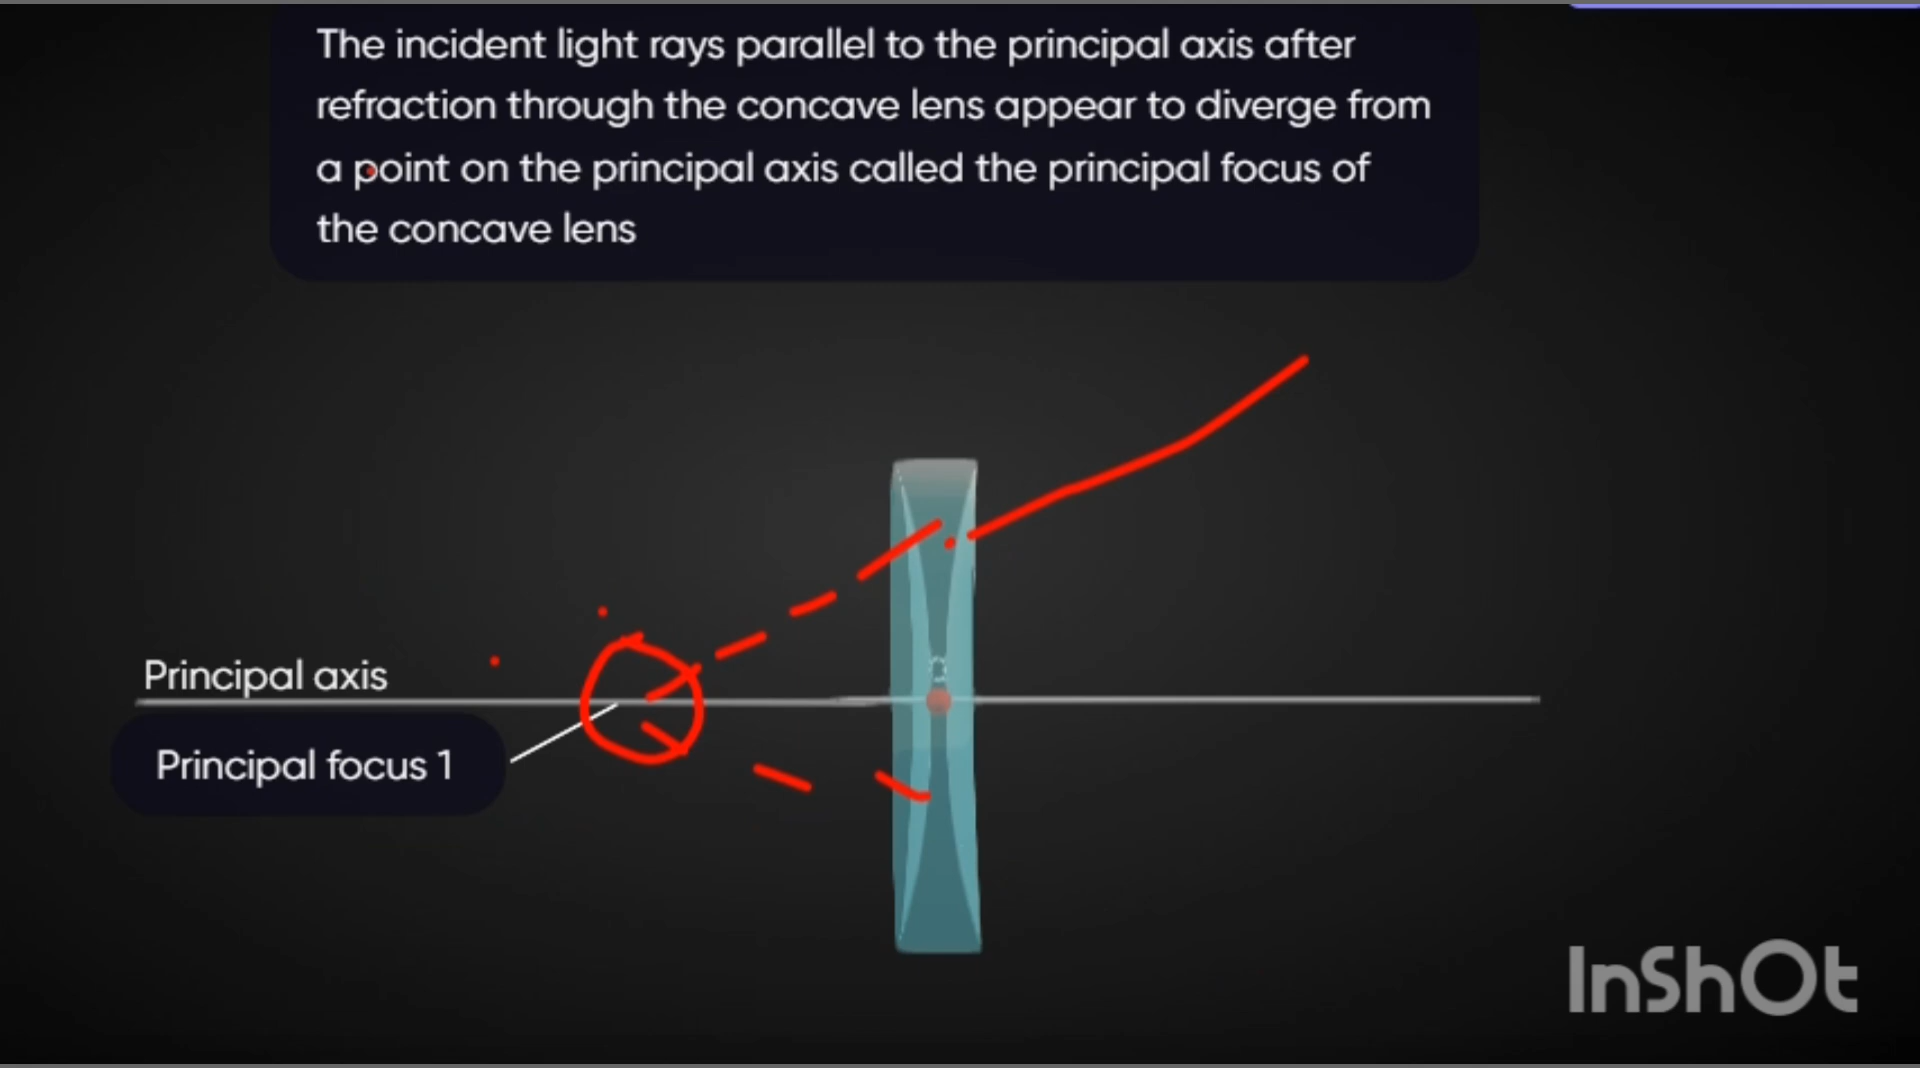 The incident light rays parallel to the principal axis after
refraction through the concave lens appear to diverge from
a point on the principal axis called the principal focus of
the concave lens
Principal axis
Principal focus 1
InShOt